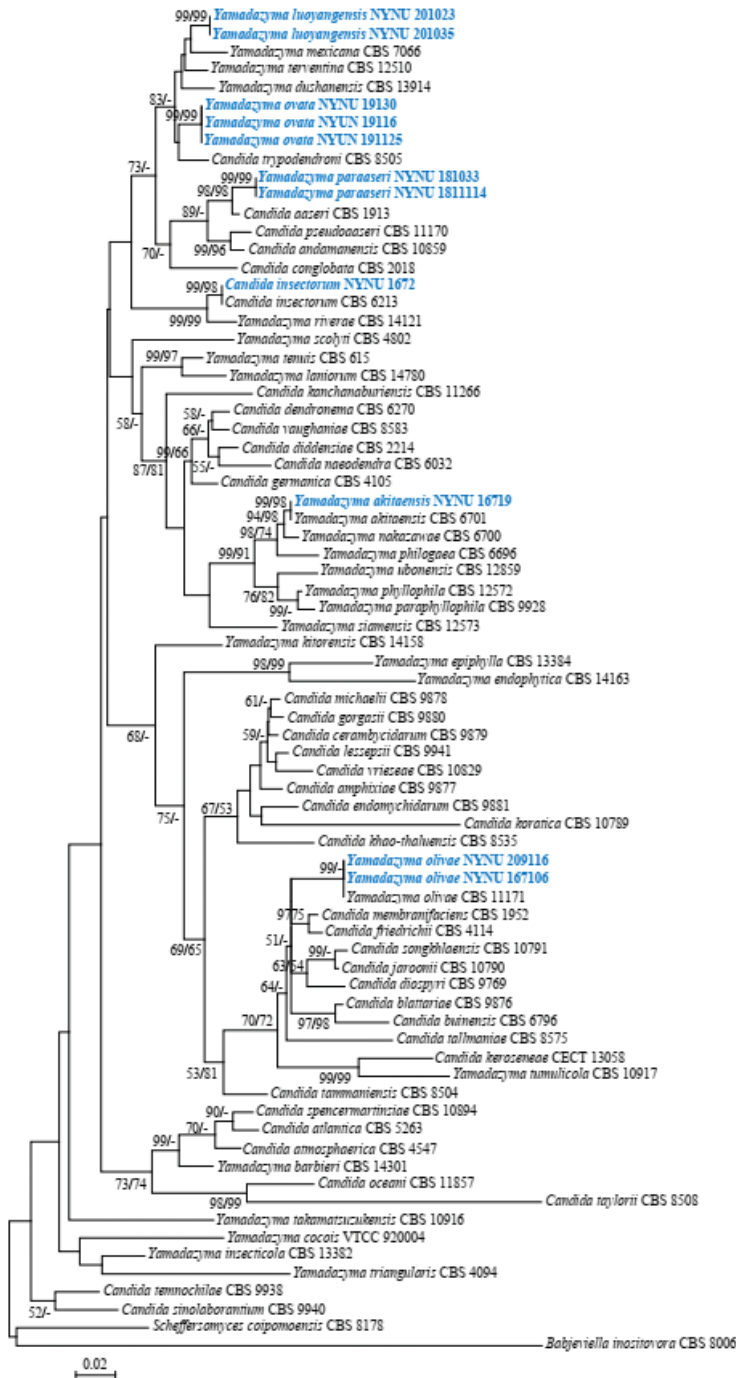 99/99
Yamadazyma luoyangensis NYNU 201023
Yamadazyma luoyangensis NYNU 201035
Yamadazyma mexicana CBS 7066
Yamadazyma terventina CBS 12510
Yamadazyma dushanensis CBS 13914
83/-
Yamadazyma ovata NYNU 19130
99/99
Yamadazyma ovata NYUN 19116
Yamadazyma ovata NYUN 191125
Candida trypodendroni CBS 8505
73/-
99/99
Yamadazyma paraaseri NYNU 181033
98/98
Yamadazyma paraaseri NYNU 1811114
Candida aaseri CBS 1913
89/-
Candida pseudoaaseri CBS 11170
99/96
Candida andamanensis CBS 10859
70/-
Candida conglobata CBS 2018
99/98
Candida insectorum NYNU 1672
Candida insectorum CBS 6213
99/99
Yamadazyma riverae CBS 14121
Yamadazyma scolyti CBS 4802
99/97
Yamadazyma tenuis CBS 615
Yamadazyma laniorum CBS 14780
Candida kanchanaburiensis CBS 11266
58/-
58/-
Candida dendronema CBS 6270
66/-
Candida vaughaniae CBS 8583
99/66
Candida diddensiae CBS 2214
87/81
55/-
Candida naeodendra CBS 6032
Candida germanica CBS 4105
99/98
Yamadazyma akitaensis NYNU 16719
94/98
Yamadazyma akitaensis CBS 6701
98/74
Yamadazyma nakazawae CBS 6700
Yamadazyma philogaea CBS 6696
99/91
Yamadazyma ubonensis CBS 12859
76/82
Yamadazyma phyllophila CBS 12572
99/-
Yamadazyma paraphyllophila CBS 9928
Yamadazyma siamensis CBS 12573
Yamadazyma kitorensis CBS 14158
98/99
Yamadazyma epiphylla CBS 13384
Yamadazyma endophytica CBS 14163
68/-
61/-
Candida michaelii CBS 9878
Candida gorgasii CBS 9880
59/-
Candida cerambycidarum CBS 9879
Candida lessepsii CBS 9941
Candida vrieseae CBS 10829
Candida amphixiae CBS 9877
75/-
67/53
Candida endomychidarum CBS 9881
Candida koratica CBS 10789
Candida khao-thaluensis CBS 8535
99/-
Yamadazyma olivae NYNU 209116
Yamadazyma olivae NYNU 167106
Yamadazyma olivae CBS 11171
9775
Candida membranifaciens CBS 1952
Candida friedrichii CBS 4114
69/65
51/-
99/-
Candida songkhlaensis CBS 10791
63/54
Candida jaroonii CBS 10790
64/-
Candida diospyri CBS 9769
Candida blattariae CBS 9876
70/72
97/98
Candida buinensis CBS 6796
Candida tallmaniae CBS 8575
Candida keroseneae CECT 13058
53/81
99/99
Yamadazyma tumulicola CBS 10917
Candida tammaniensis CBS 8504
90/-
Candida spencermartinsiae CBS 10894
70/-
Candida atlantica CBS 5263
99/-
Candida atmosphaerica CBS 4547
Yamadazyma barbieri CBS 14301
73/74
Candida oceani CBS 11857
98/99
Candida taylorii CBS 8508
Yamadazyma takamatsuzukensis CBS 10916
Yamadazyma cocois VTCC 920004
Yamadazyma insecticola CBS 13382
Yamadazyma triangularis CBS 4094
Candida temnochilae CBS 9938
52/-
Candida sinolaborantium CBS 9940
Scheffersomyces coipomoensis CBS 8178
Babjeviella inositovora CBS 8006
0.02